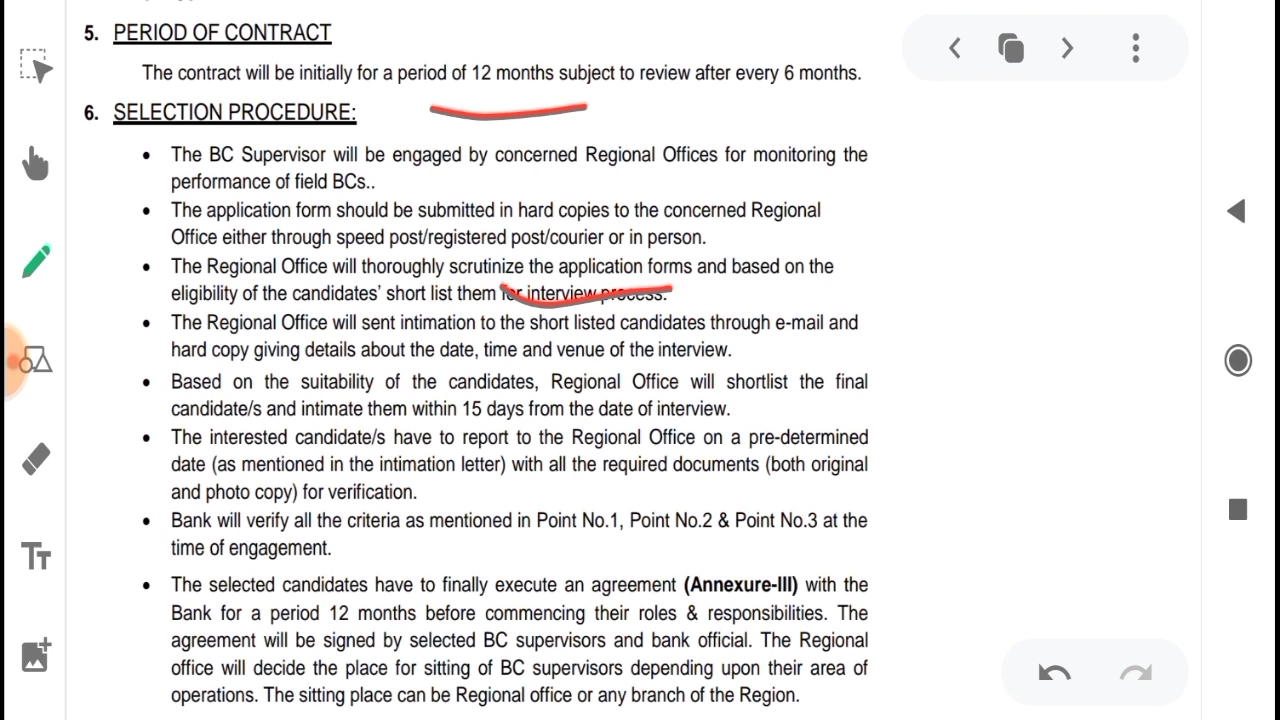 5. PERIOD OF CONTRACT
The contract will be initially for a period of 12 months subject to review after every 6 months.
6. SELECTION PROCEDURE:
• The BC Supervisor will be engaged by concerned Regional Offices for monitoring the
performance of field BCs..
• The application form should be submitted in hard copies to the concerned Regional
Office either through speed post/registered post/courier or in person.
• The Regional Office will thoroughly scrutinize the application forms and based on the
eligibility of the candidates' short list them for interview process.
• The Regional Office will sent intimation to the short listed candidates through e-mail and
hard copy giving details about the date, time and venue of the interview.
• Based on the suitability of the candidates, Regional Office will shortlist the final
candidate/s and intimate them within 15 days from the date of interview.
• The interested candidate/s have to report to the Regional Office on a pre-determined
date (as mentioned in the intimation letter) with all the required documents (both original
and photo copy) for verification.
• Bank will verify all the criteria as mentioned in Point No.1, Point No.2 & Point No.3 at the
time of engagement.
• The selected candidates have to finally execute an agreement (Annexure-III) with the
Bank for a period 12 months before commencing their roles & responsibilities. The
agreement will be signed by selected BC supervisors and bank official. The Regional
office will decide the place for sitting of BC supervisors depending upon their area of
operations. The sitting place can be Regional office or any branch of the Region.
Tт